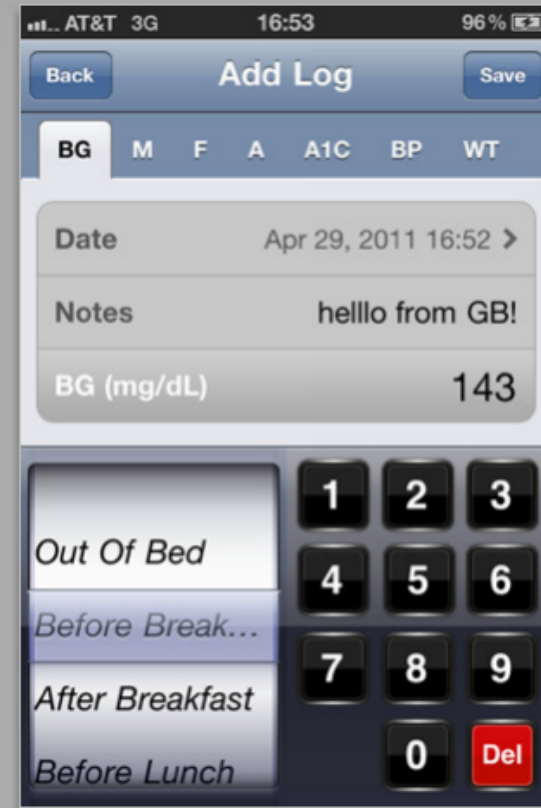 AT&T 3G 16:53 96%
Back Add Log Save
BG M F A A1C BP WT
Date Apr 29, 2011 16:52 >
Notes helllo from GB!
BG (mg/dL) 143
1 2 3
Out Of Bed
4 5 6
Before Break...
7 8 9
After Breakfast
0 Del
Before Lunch